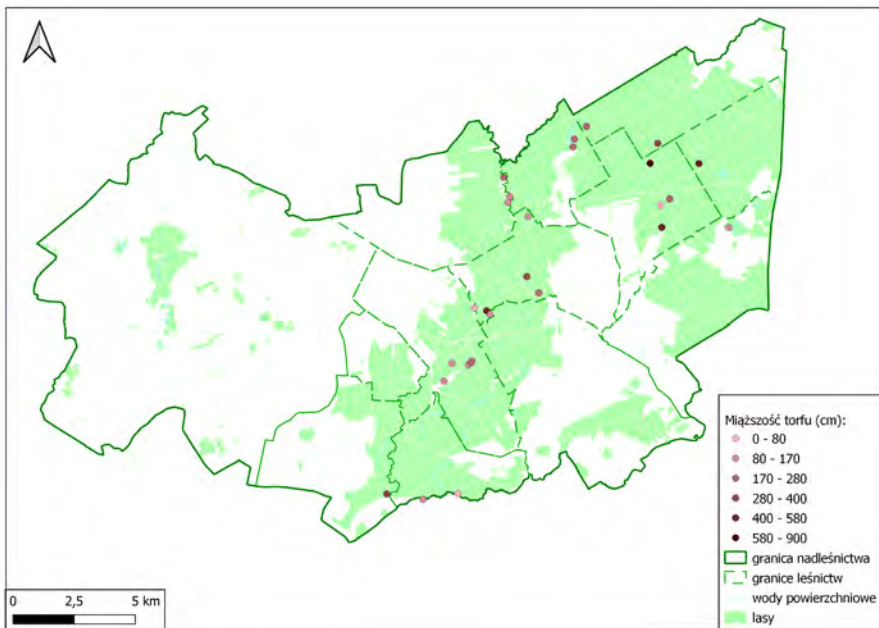 Miąższość torfu (cm):
0 - 80
80 - 170
170 - 280
280 - 400
400 - 580
580 - 900
granica nadleśnictwa
granice leśnictw
wody powierzchniowe
lasy
0 2,5 5 km